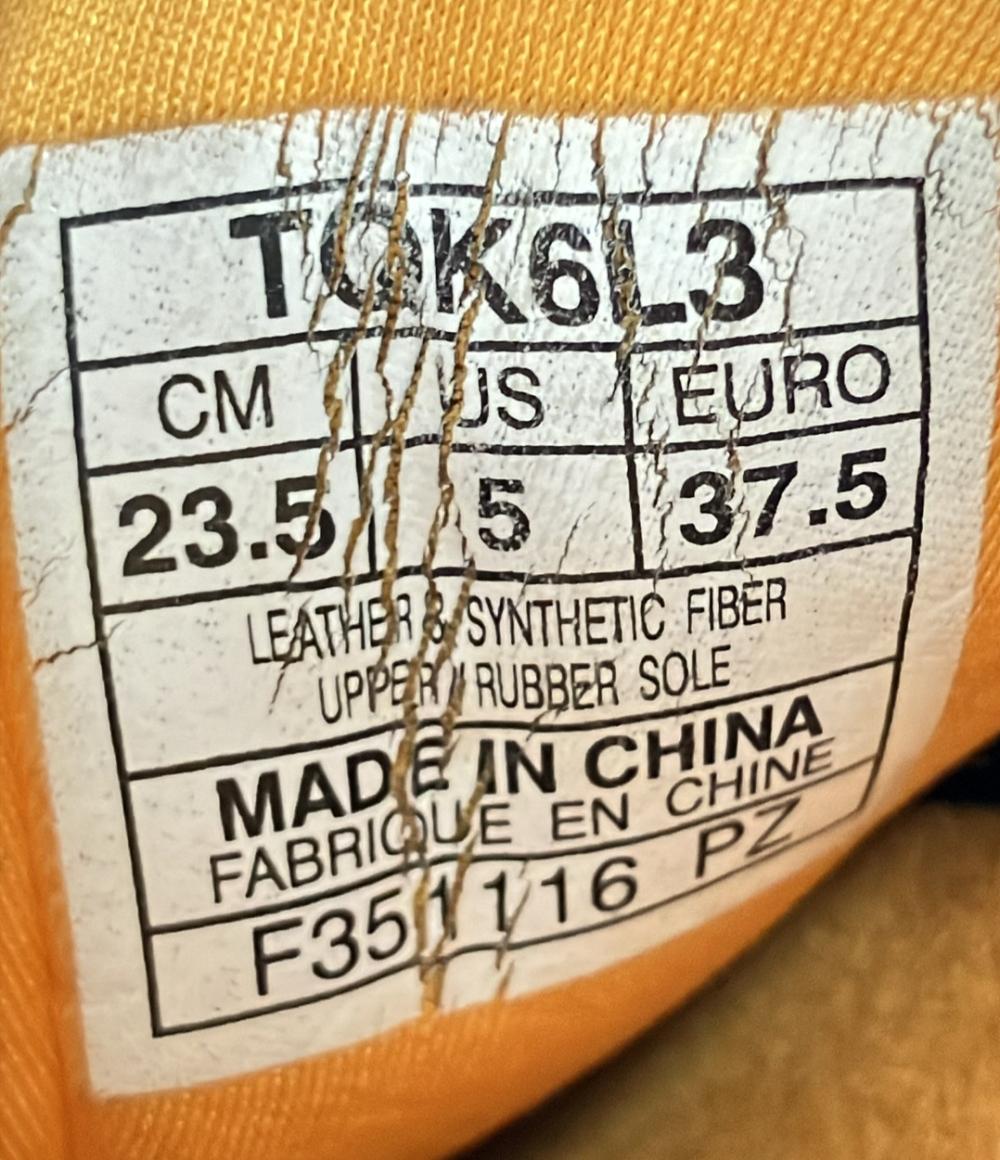 TQK6L3
CM US EURO
23.5 5 37.5
LEATHER & SYNTHETIC FIBER
UPPER / RUBBER SOLE
MADE IN CHINA
FABRIQUE EN CHINE
F351116 PZ